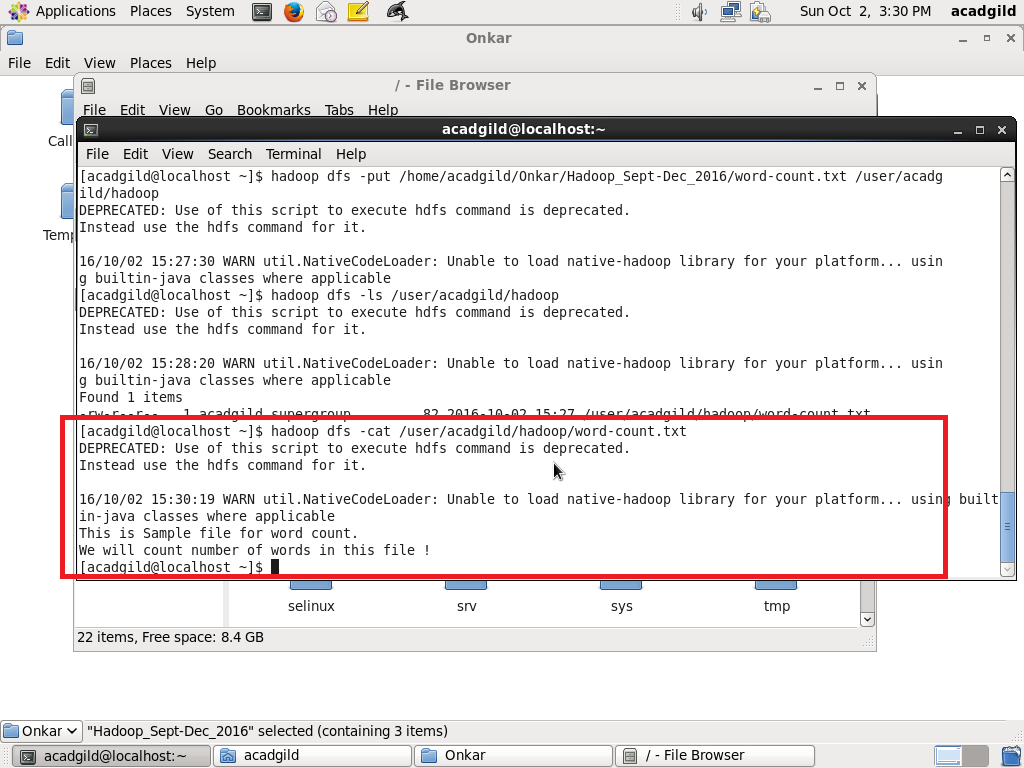 Applications Places System Sun Oct 2, 3:30 PM acadgild
Onkar
File Edit View Places Help
/ - File Browser
File Edit View Go Bookmarks Tabs Help
acadgild@localhost:~
File Edit View Search Terminal Help
[acadgild@localhost ~]$ hadoop dfs -put /home/acadgild/Onkar/Hadoop_Sept-Dec_2016/word-count.txt /user/acadg
ild/hadoop
DEPRECATED: Use of this script to execute hdfs command is deprecated.
Instead use the hdfs command for it.
16/10/02 15:27:30 WARN util.NativeCodeLoader: Unable to load native-hadoop library for your platform... usin
g builtin-java classes where applicable
[acadgild@localhost ~]$ hadoop dfs -ls /user/acadgild/hadoop
DEPRECATED: Use of this script to execute hdfs command is deprecated.
Instead use the hdfs command for it.
16/10/02 15:28:20 WARN util.NativeCodeLoader: Unable to load native-hadoop library for your platform... usin
g builtin-java classes where applicable
Found 1 items
-rw-r--r-- 1 acadgild supergroup 82 2016-10-02 15:27 /user/acadgild/hadoop/word-count.txt
[acadgild@localhost ~]$ hadoop dfs -cat /user/acadgild/hadoop/word-count.txt
DEPRECATED: Use of this script to execute hdfs command is deprecated.
Instead use the hdfs command for it.
16/10/02 15:30:19 WARN util.NativeCodeLoader: Unable to load native-hadoop library for your platform... using built
in-java classes where applicable
This is Sample file for word count.
We will count number of words in this file !
[acadgild@localhost ~]$
Call
Temp
selinux srv sys tmp
22 items, Free space: 8.4 GB
Onkar "Hadoop_Sept-Dec_2016" selected (containing 3 items)
acadgild@localhost:~ acadgild Onkar / - File Browser